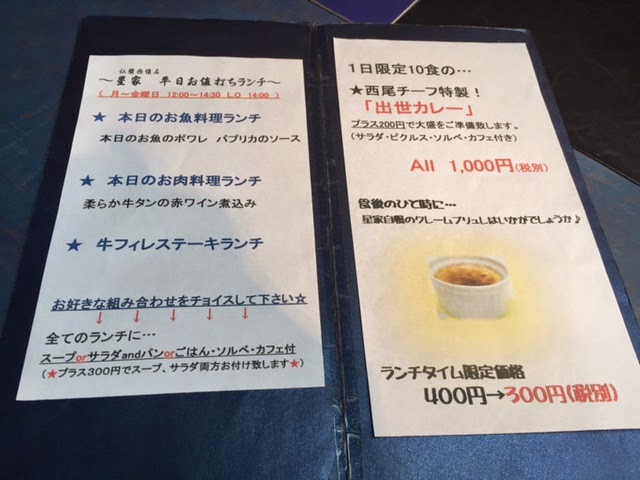 仏蘭西懐石
～星家　平日お値打ちランチ～
( 月～金曜日 12:00～14:30 LO 14:00 )
★ 本日のお魚料理ランチ
本日のお魚のポワレ パプリカのソース
★ 本日のお肉料理ランチ
柔らか牛タンの赤ワイン煮込み
★ 牛フィレステーキランチ
お好きな組み合わせをチョイスして下さい☆
↓ ↓ ↓ ↓ ↓
全てのランチに…
スープorサラダandパンorごはん・ソルベ・カフェ付
(★プラス300円でスープ、サラダ両方お付け致します★)
1日限定10食の…
★西尾チーフ特製！
「出世カレー」
プラス200円で大盛をご準備致します。
(サラダ・ピクルス・ソルベ・カフェ付き)
All 1,000円(税別)
食後のひと時に…
星家自慢のクレームブリュレはいかがでしょうか♪
ランチタイム限定価格
400円→300円(税別)